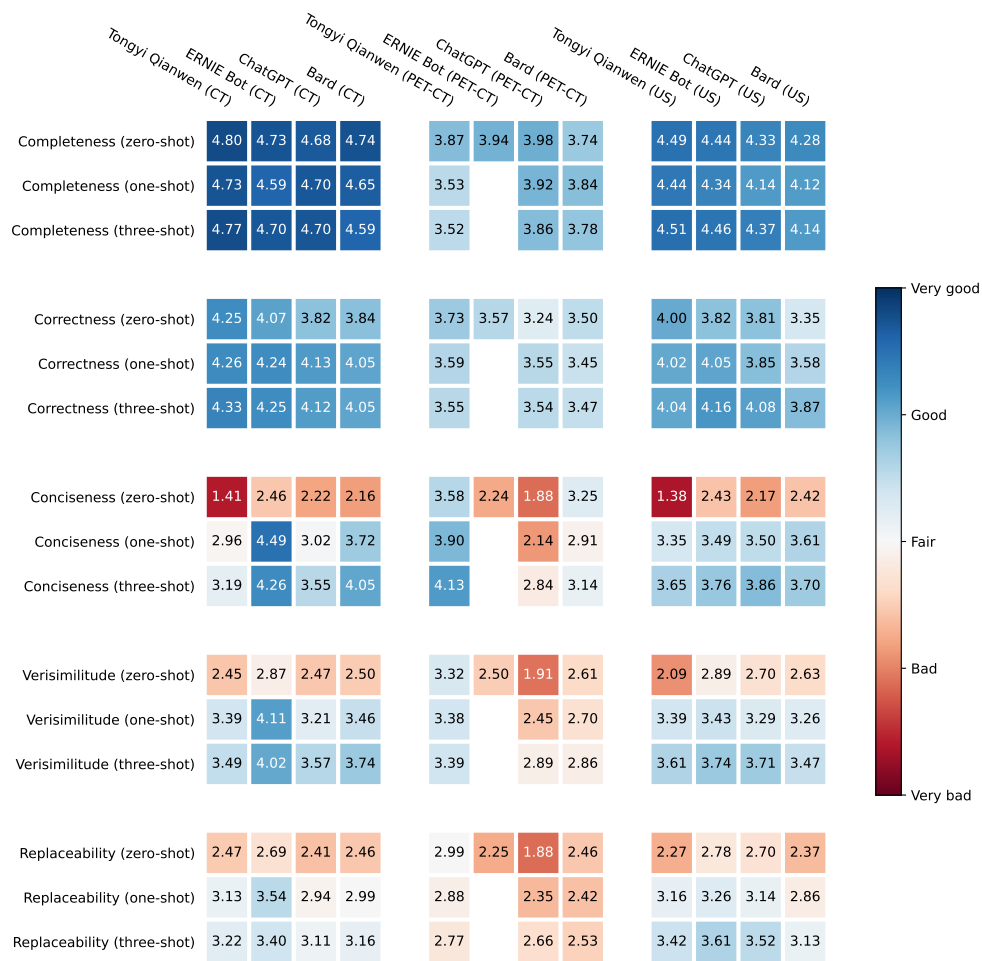 Tongyi Qianwen (CT)
ERNIE Bot (CT)
ChatGPT (CT)
Bard (CT)
Tongyi Qianwen (PET-CT)
ERNIE Bot (PET-CT)
ChatGPT (PET-CT)
Bard (PET-CT)
Tongyi Qianwen (US)
ERNIE Bot (US)
ChatGPT (US)
Bard (US)
Completeness (zero-shot) 4.80 4.73 4.68 4.74 3.87 3.94 3.98 3.74 4.49 4.44 4.33 4.28
Completeness (one-shot) 4.73 4.59 4.70 4.65 3.53 3.92 3.84 4.44 4.34 4.14 4.12
Completeness (three-shot) 4.77 4.70 4.70 4.59 3.52 3.86 3.78 4.51 4.46 4.37 4.14
Correctness (zero-shot) 4.25 4.07 3.82 3.84 3.73 3.57 3.24 3.50 4.00 3.82 3.81 3.35
Correctness (one-shot) 4.26 4.24 4.13 4.05 3.59 3.55 3.45 4.02 4.05 3.85 3.58
Correctness (three-shot) 4.33 4.25 4.12 4.05 3.55 3.54 3.47 4.04 4.16 4.08 3.87
Conciseness (zero-shot) 1.41 2.46 2.22 2.16 3.58 2.24 1.88 3.25 1.38 2.43 2.17 2.42
Conciseness (one-shot) 2.96 4.49 3.02 3.72 3.90 2.14 2.91 3.35 3.49 3.50 3.61
Conciseness (three-shot) 3.19 4.26 3.55 4.05 4.13 2.84 3.14 3.65 3.76 3.86 3.70
Verisimilitude (zero-shot) 2.45 2.87 2.47 2.50 3.32 2.50 1.91 2.61 2.09 2.89 2.70 2.63
Verisimilitude (one-shot) 3.39 4.11 3.21 3.46 3.38 2.45 2.70 3.39 3.43 3.29 3.26
Verisimilitude (three-shot) 3.49 4.02 3.57 3.74 3.39 2.89 2.86 3.61 3.74 3.71 3.47
Replaceability (zero-shot) 2.47 2.69 2.41 2.46 2.99 2.25 1.88 2.46 2.27 2.78 2.70 2.37
Replaceability (one-shot) 3.13 3.54 2.94 2.99 2.88 2.35 2.42 3.16 3.26 3.14 2.86
Replaceability (three-shot) 3.22 3.40 3.11 3.16 2.77 2.66 2.53 3.42 3.61 3.52 3.13
Very good
Good
Fair
Bad
Very bad